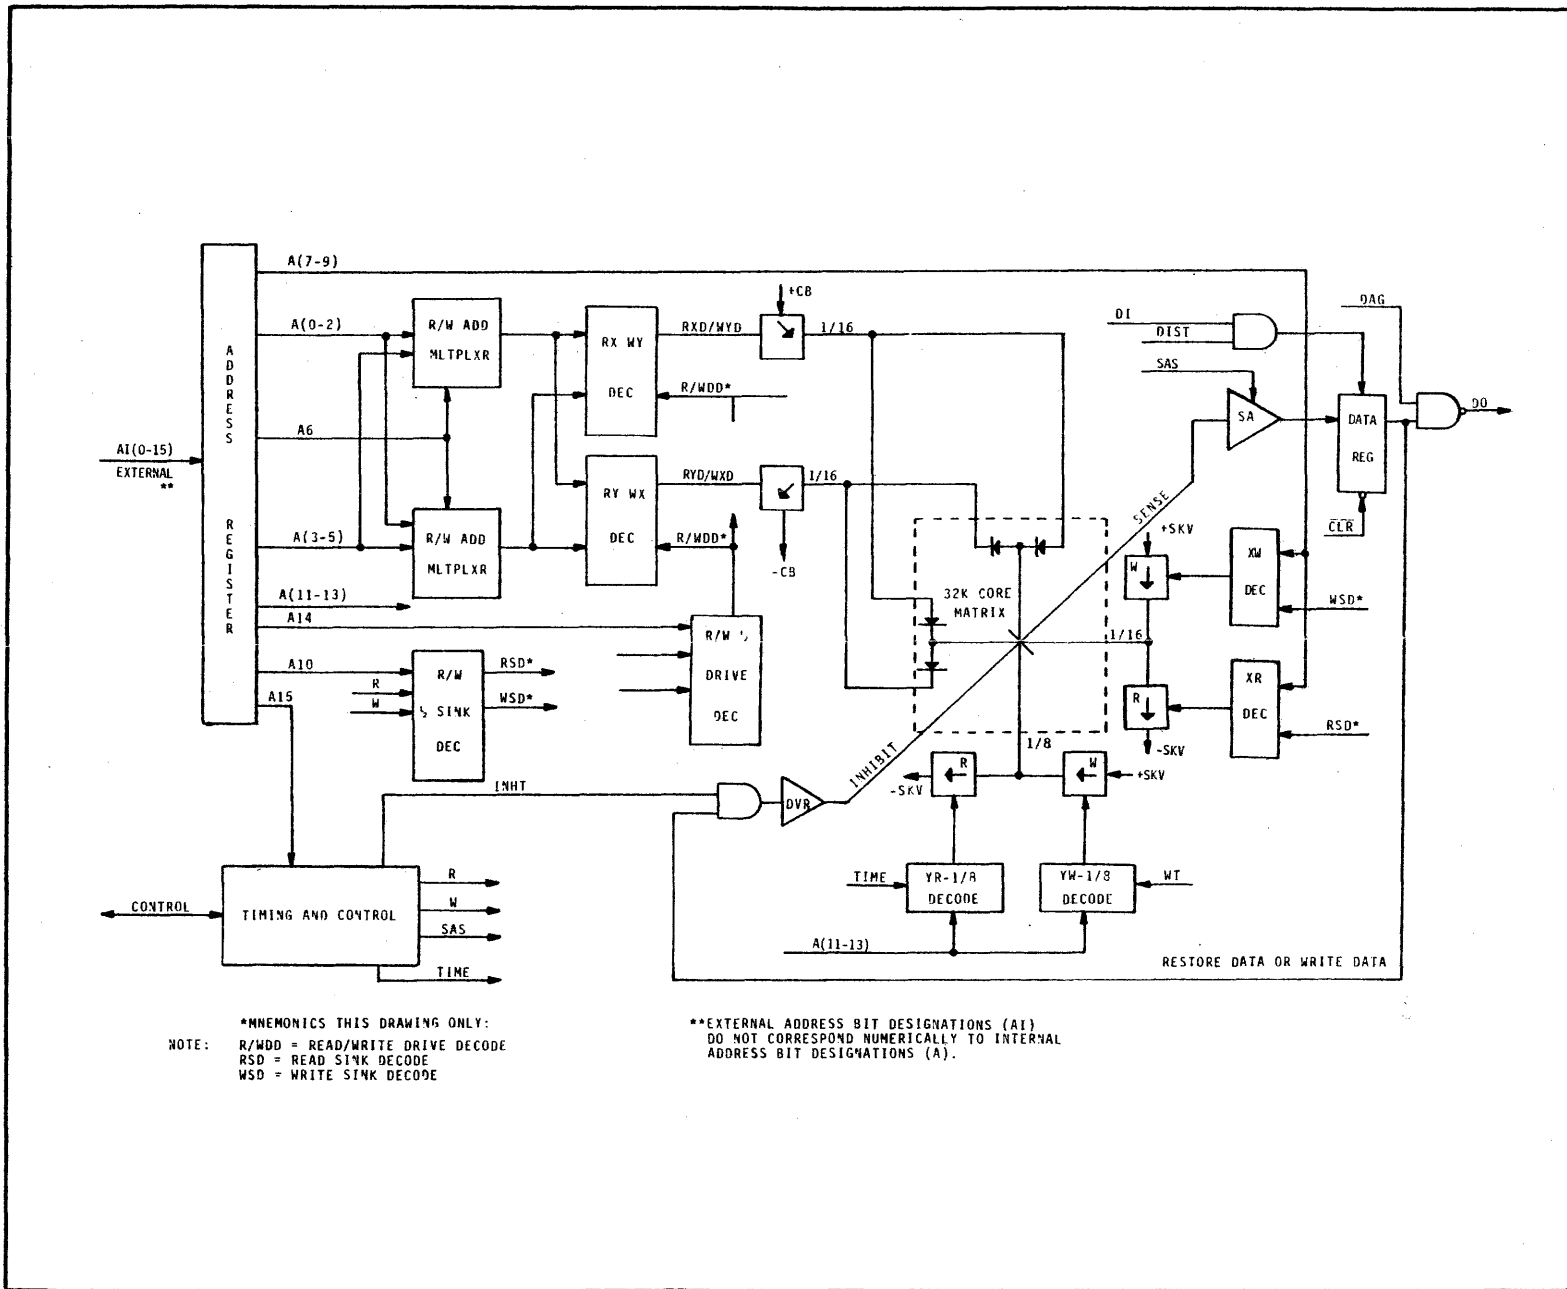 A(7-9)
+CB
DAG
A(0-2)
R/W ADD
MLTPLXR
RX WY
DEC
RXD/WYD
1/16
DI
DIST
SAS
R/WDD*
ADDRESS REGISTER
A6
AI(0-15)
EXTERNAL
**
SA
DATA
REG
DO
CLR
RY WX
DEC
RYD/WXD
1/16
-CB
R/WDD*
SENSE
A(3-5)
R/W ADD
MLTPLXR
+SKV
W
XW
DEC
WSD*
A(11-13)
A14
32K CORE
MATRIX
1/16
R/W ½
DRIVE
DEC
A10
R
W
R/W
½ SINK
DEC
RSD*
WSD*
A15
R
XR
DEC
RSD*
-SKV
1/8
INHIBIT
INHT
DVR
R
-SKV
W
+SKV
TIME
YR-1/8
DECODE
YW-1/8
DECODE
WT
CONTROL
TIMING AND CONTROL
R
W
SAS
TIME
A(11-13)
RESTORE DATA OR WRITE DATA
*MNEMONICS THIS DRAWING ONLY:
NOTE: R/WDD = READ/WRITE DRIVE DECODE
RSD = READ SINK DECODE
WSD = WRITE SINK DECODE
**EXTERNAL ADDRESS BIT DESIGNATIONS (AI)
DO NOT CORRESPOND NUMERICALLY TO INTERNAL
ADDRESS BIT DESIGNATIONS (A).